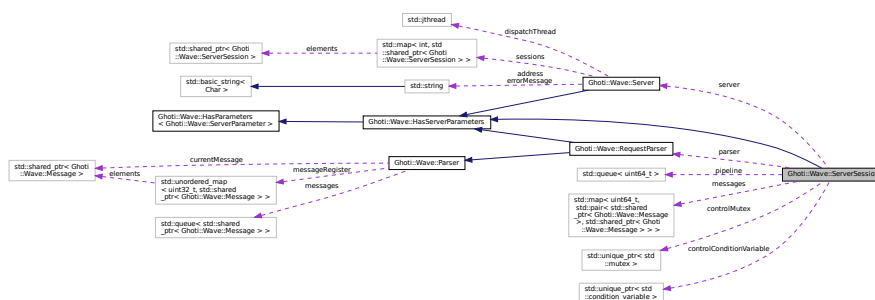 std::jthread
dispatchThread
std::shared_ptr< Ghoti
::Wave::ServerSession >
elements
std::map< int, std
::shared_ptr< Ghoti
::Wave::ServerSession > >
sessions
std::basic_string<
Char >
std::string
address
errorMessage
Ghoti::Wave::Server
server
Ghoti::Wave::HasParameters
< Ghoti::Wave::ServerParameter >
Ghoti::Wave::HasServerParameters
std::shared_ptr< Ghoti
::Wave::Message >
currentMessage
elements
std::unordered_map
< uint32_t, std::shared
_ptr< Ghoti::Wave::Message > >
messageRegister
messages
std::queue< std::shared
_ptr< Ghoti::Wave::Message > >
Ghoti::Wave::Parser
Ghoti::Wave::RequestParser
parser
std::queue< uint64_t >
pipeline
messages
Ghoti::Wave::ServerSession
std::map< uint64_t,
std::pair< std::shared
_ptr< Ghoti::Wave::Message
>, std::shared_ptr< Ghoti
::Wave::Message > > >
controlMutex
std::unique_ptr< std
::mutex >
controlConditionVariable
std::unique_ptr< std
::condition_variable >